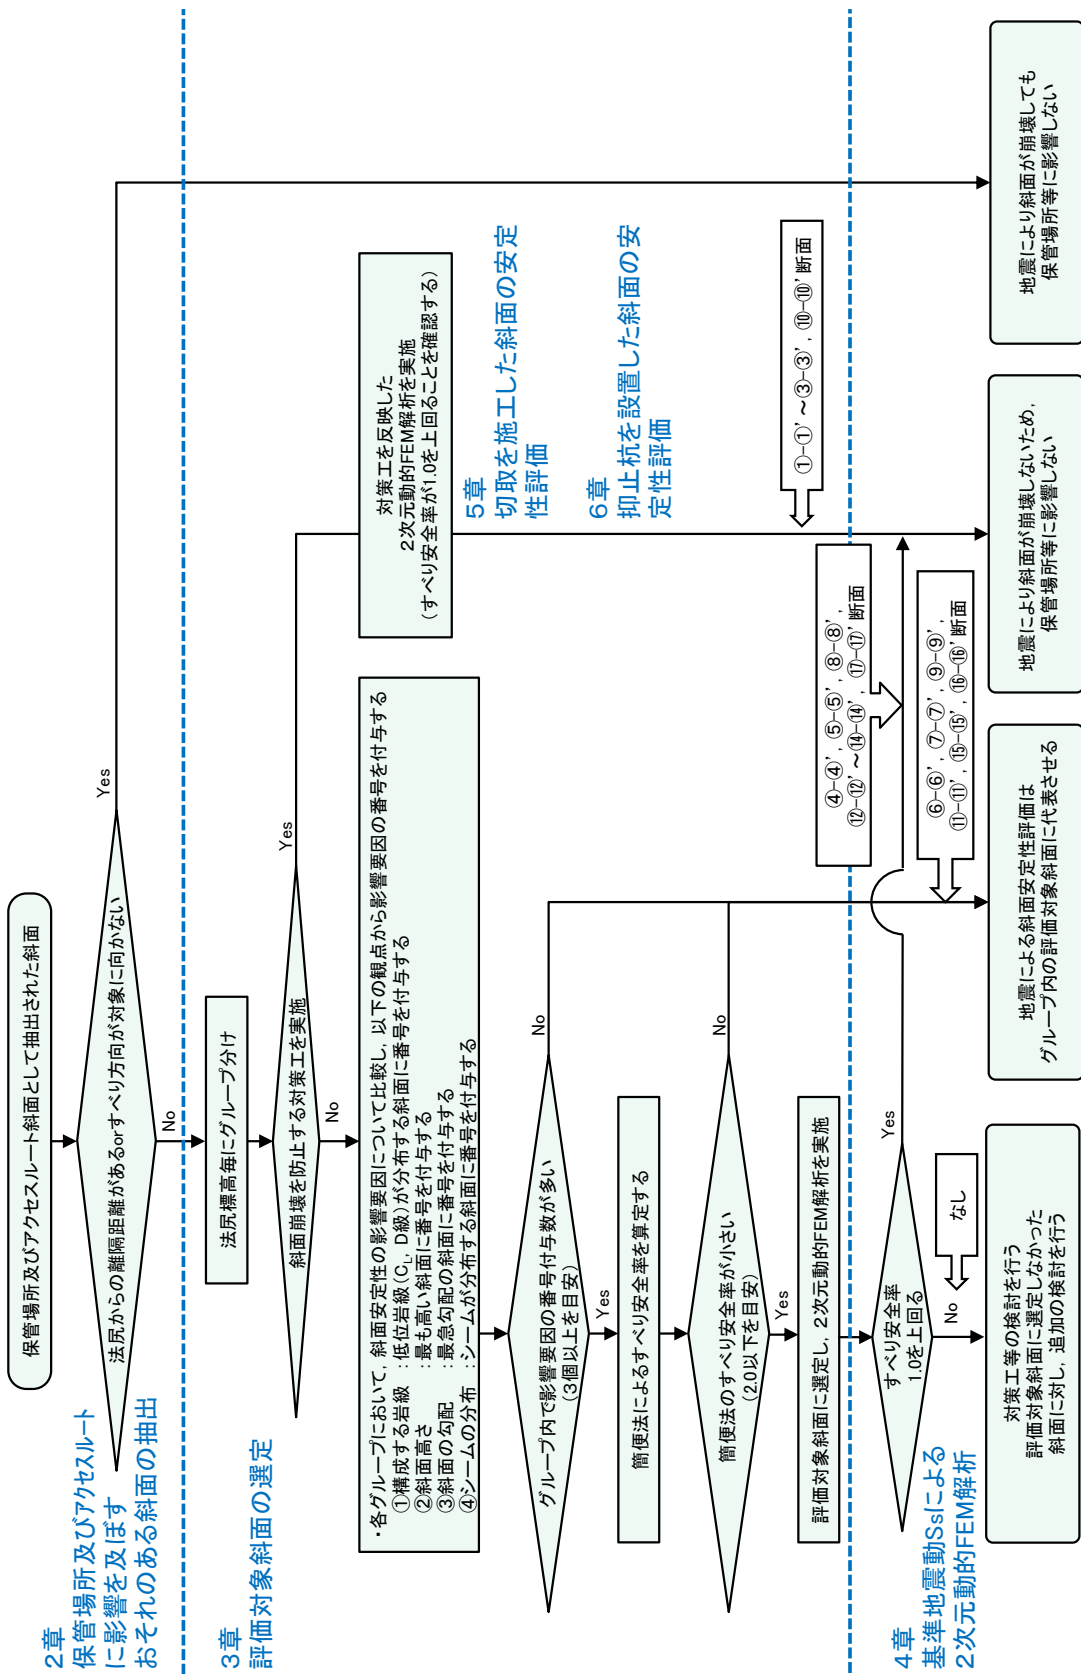 2章
保管場所及びアクセスルート
に影響を及ぼす
おそれのある斜面の抽出
保管場所及びアクセスルート斜面として抽出された斜面
法尻からの離隔距離があるorすべり方向が対象に向かない
Yes
No
3章
評価対象斜面の選定
法尻標高毎にグループ分け
斜面崩壊を防止する対策工を実施
Yes
No
・各グループにおいて，斜面安定性の影響要因について比較し，以下の観点から影響要因の番号を付与する
①構成する岩級　：低位岩級(CL，D級)が分布する斜面に番号を付与する
②斜面高さ　：最も高い斜面に番号を付与する
③斜面の勾配　：最急勾配の斜面に番号を付与する
④シームの分布　：シームが分布する斜面に番号を付与する
対策工を反映した
2次元動的FEM解析を実施
(すべり安全率が1.0を上回ることを確認する)
5章
切取を施工した斜面の安定
性評価
6章
抑止杭を設置した斜面の安
定性評価
グループ内で影響要因の番号付与数が多い
(3個以上を目安)
No
Yes
簡便法によるすべり安全率を算定する
簡便法のすべり安全率が小さい
(2.0以下を目安)
No
Yes
評価対象斜面に選定し，2次元動的FEM解析を実施
①-①'～③-③'，⑩-⑩'断面
④-④'，⑤-⑤'，⑧-⑧'，
⑫-⑫'～⑭-⑭'，⑰-⑰'断面
4章
基準地震動Ssによる
2次元動的FEM解析
すべり安全率
1.0を上回る
Yes
No
なし
⑥-⑥'，⑦-⑦'，⑨-⑨'，
⑪-⑪'，⑮-⑮'，⑯-⑯'断面
対策工等の検討を行う
評価対象斜面に選定しなかった
斜面に対し，追加の検討を行う
地震による斜面安定性評価は
グループ内の評価対象斜面に代表させる
地震により斜面が崩壊しないため，
保管場所等に影響しない
地震により斜面が崩壊しても
保管場所等に影響しない